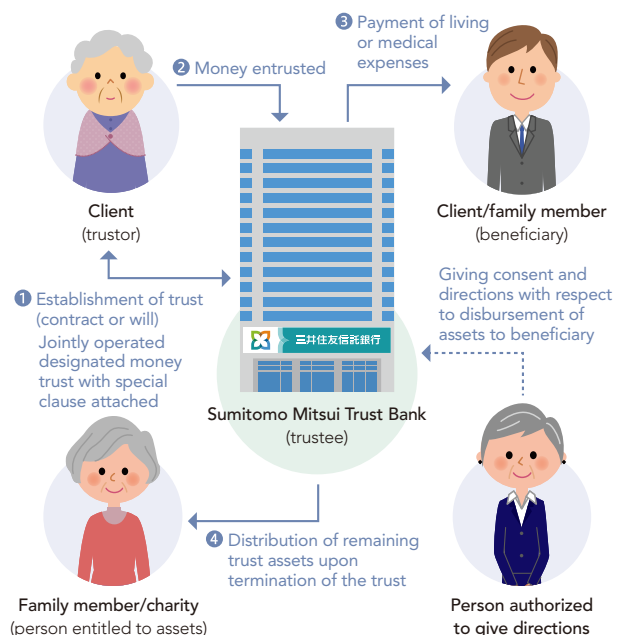 ❸ Payment of living
or medical
expenses
❷ Money entrusted
Client
(trustor)
Client/family member
(beneficiary)
❶ Establishment of trust
(contract or will)
Jointly operated
designated money
trust with special
clause attached
Giving consent and
directions with respect
to disbursement of
assets to beneficiary
三井住友信託銀行
Sumitomo Mitsui Trust Bank
(trustee)
❹ Distribution of remaining
trust assets upon
termination of the trust
Family member/charity
(person entitled to assets)
Person authorized
to give directions